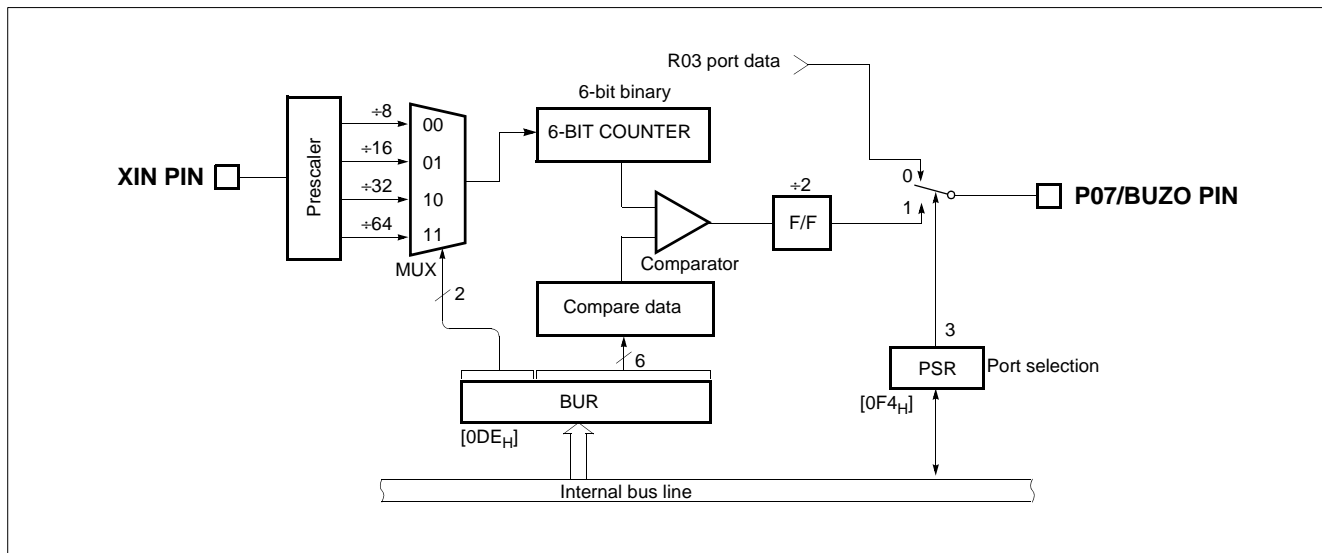 R03 port data
6-bit binary
÷8
00
6-BIT COUNTER
÷16
01
XIN PIN
Prescaler
÷32
10
÷2
0
P07/BUZO PIN
÷64
11
F/F
1
MUX
Comparator
2
Compare data
3
6
PSR
Port selection
BUR
[0F4H]
[0DEH]
Internal bus line